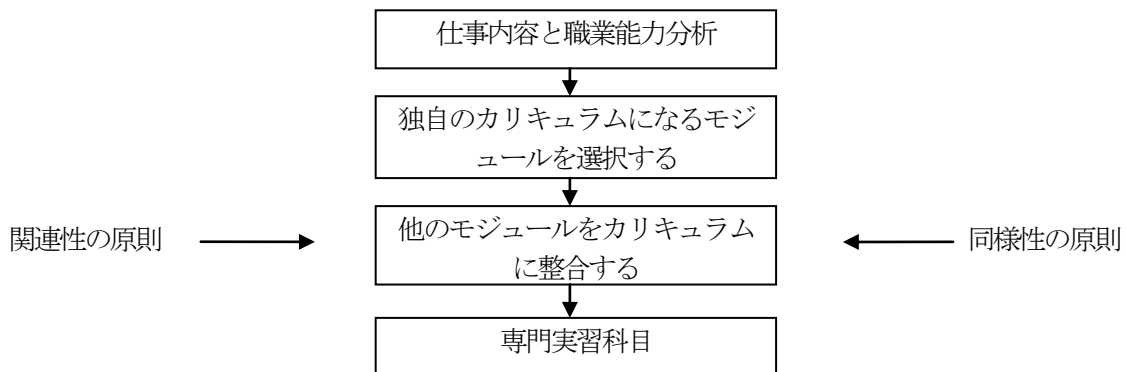 仕事内容と職業能力分析
独自のカリキュラムになるモジ
ュールを選択する
関連性の原則
他のモジュールをカリキュラム
に整合する
同様性の原則
専門実習科目